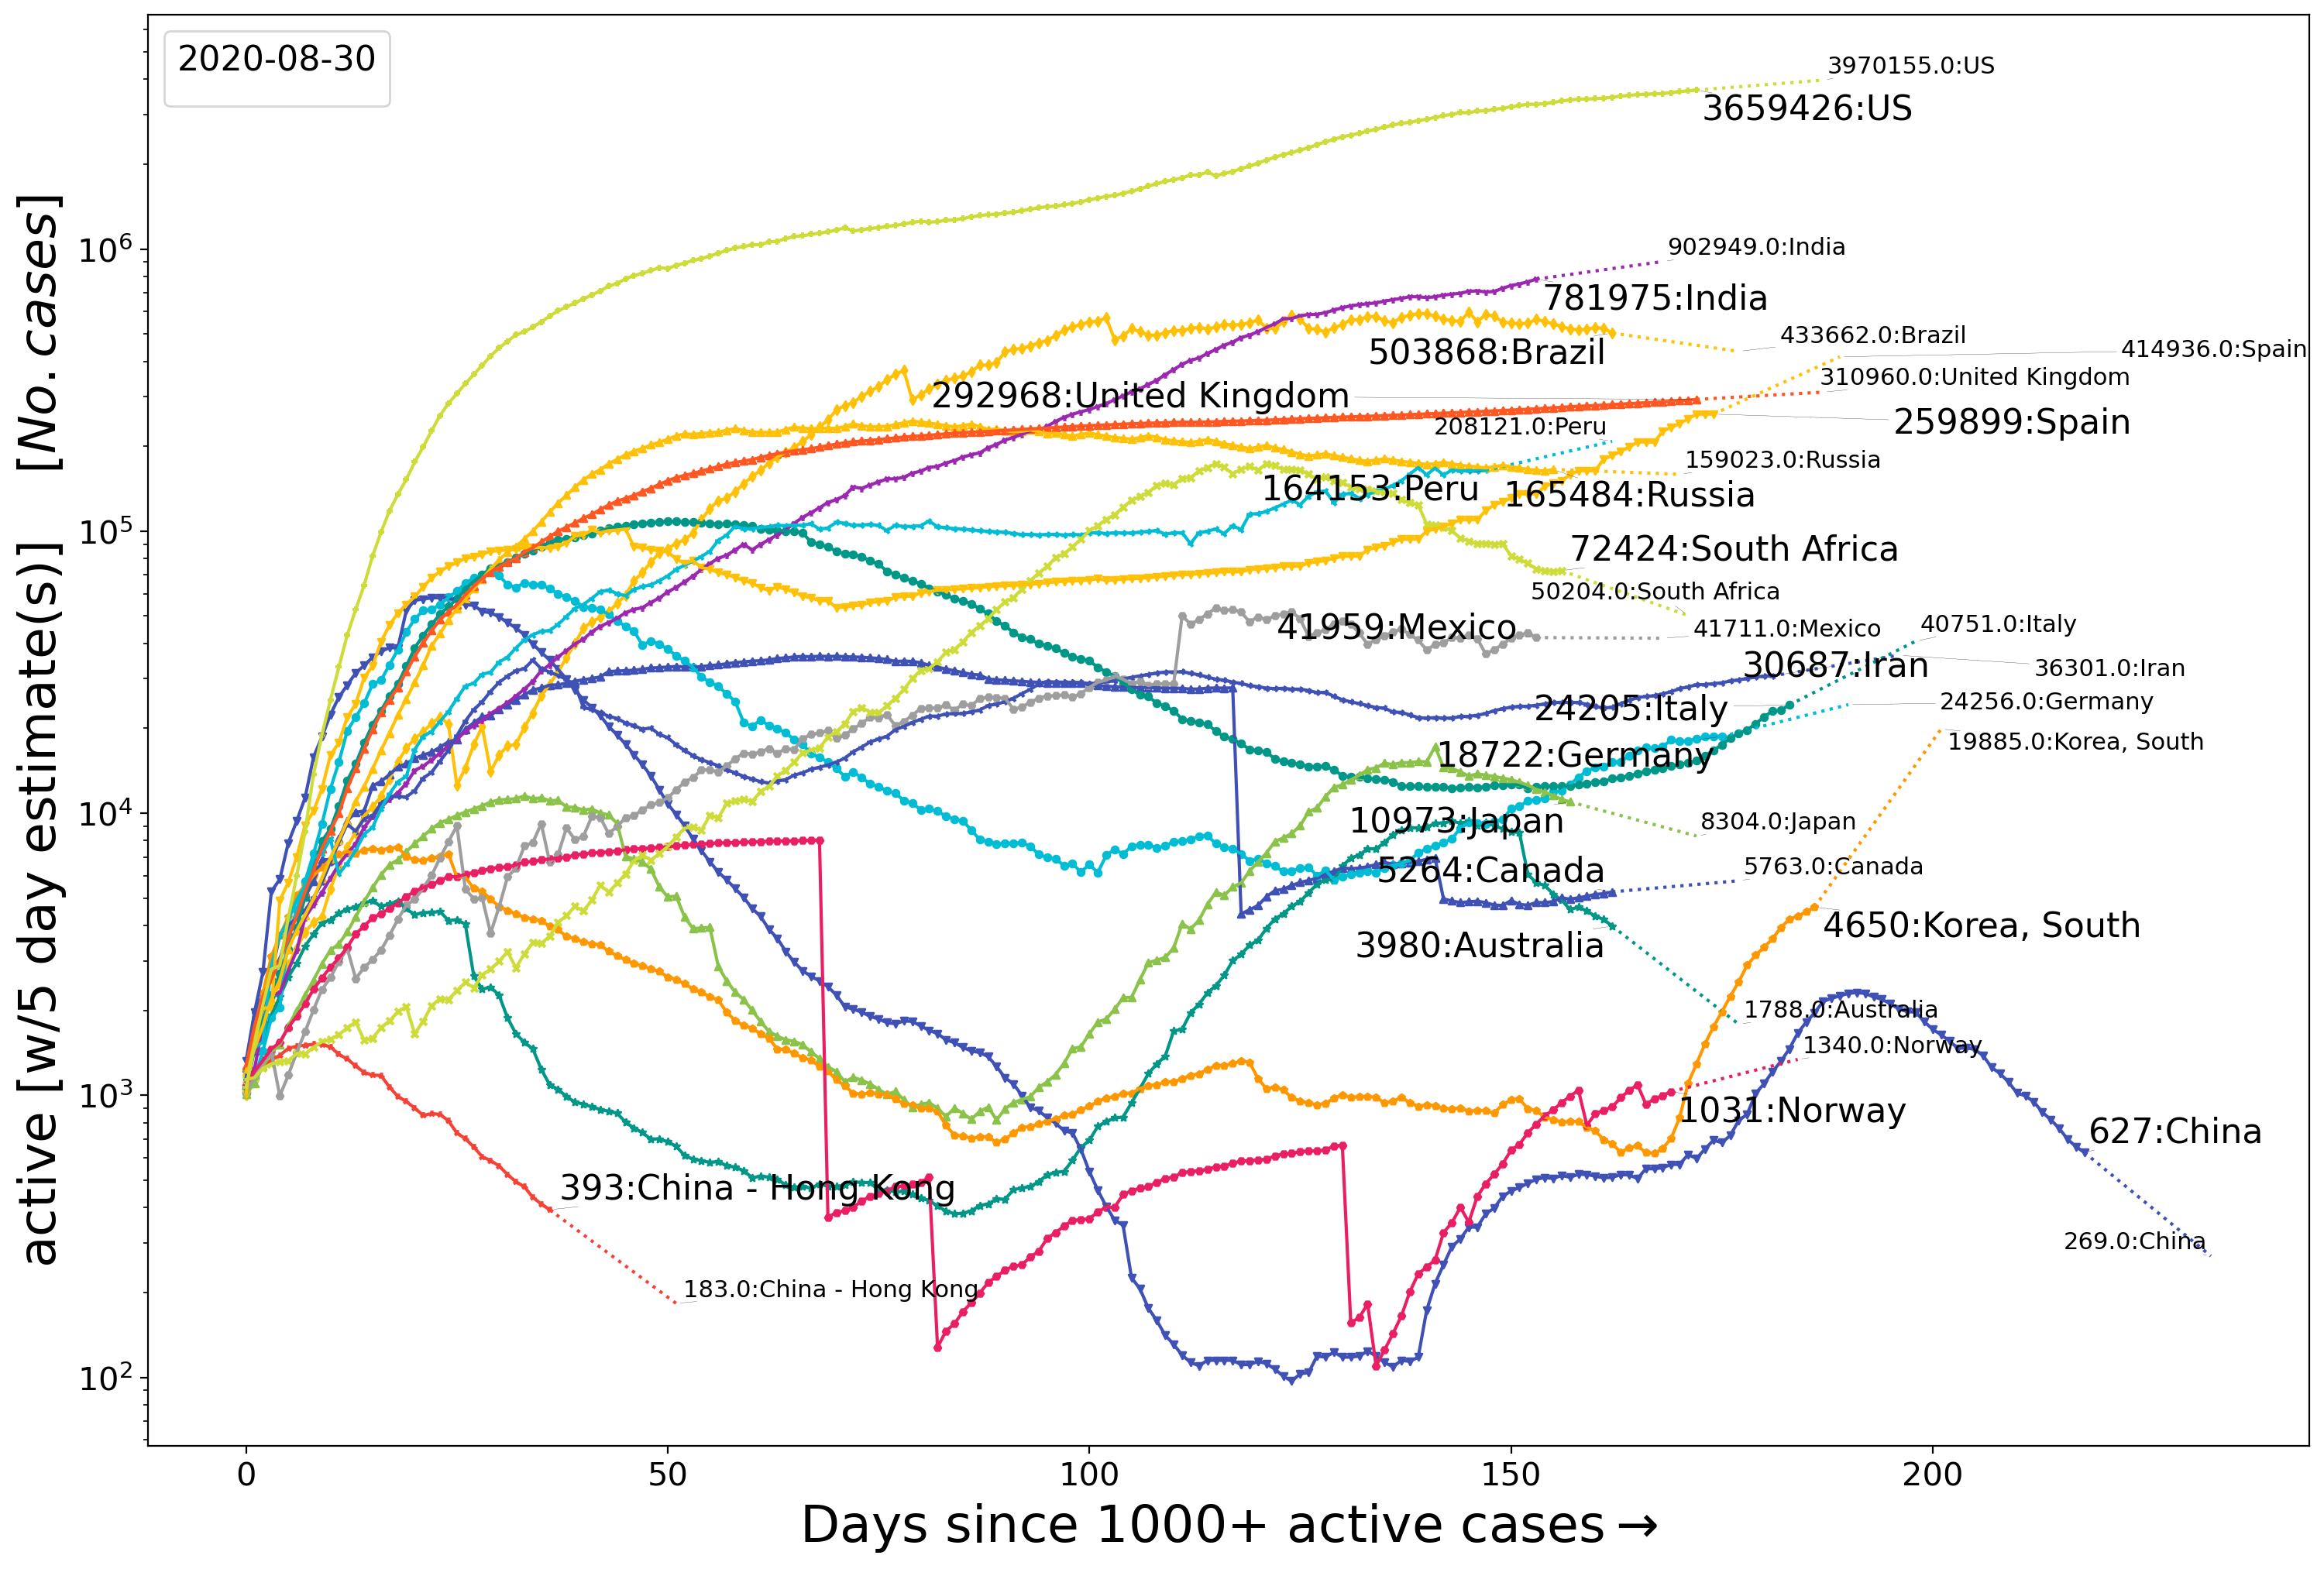 2020-08-30
3970155.0:US
3659426:US
902949.0:India
781975:India
433662.0:Brazil
414936.0:Spain
503868:Brazil
310960.0:United Kingdom
292968:United Kingdom
259899:Spain
208121.0:Peru
159023.0:Russia
164153:Peru
165484:Russia
72424:South Africa
50204.0:South Africa
41959:Mexico
41711.0:Mexico
40751.0:Italy
30687:Iran
36301.0:Iran
24205:Italy
24256.0:Germany
19885.0:Korea, South
18722:Germany
10973:Japan
8304.0:Japan
5264:Canada
5763.0:Canada
4650:Korea, South
3980:Australia
1788.0:Australia
1340.0:Norway
1031:Norway
627:China
393:China - Hong Kong
269.0:China
183.0:China - Hong Kong
active [w/5 day estimate(s)] [No.cases]
10^6
10^5
10^4
10^3
10^2
0 50 100 150 200
Days since 1000+ active cases→